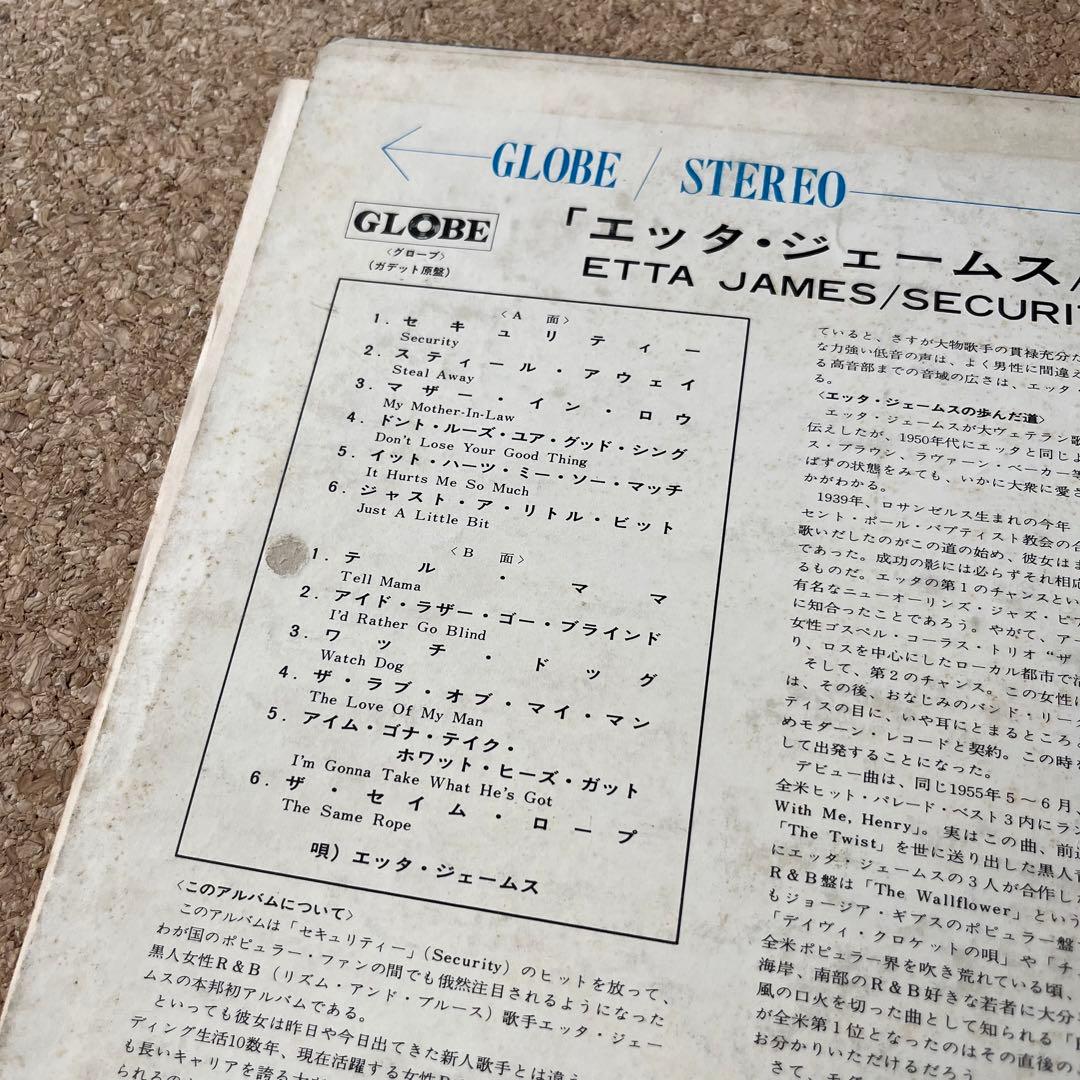 GLOBE / STEREO
GLOBE
〈グローブ〉
(ガデット原盤)
「エッタ・ジェームス/
ETTA JAMES/SECURI
〈A 面〉
1. セキュリティー
Security
2. スティール・アウェイ
Steal Away
3. マザー・イン・ロウ
My Mother-In-Law
4. ドント・ルーズ・ユア・グッド・シング
Don't Lose Your Good Thing
5. イット・ハーツ・ミー・ソー・マッチ
It Hurts Me So Much
6. ジャスト・ア・リトル・ビット
Just A Little Bit
〈B 面〉
1. テル・ママ
Tell Mama
2. アイド・ラザー・ゴー・ブラインド
I'd Rather Go Blind
3. ワッチ・ドッグ
Watch Dog
4. ザ・ラブ・オブ・マイ・マン
The Love Of My Man
5. アイム・ゴナ・テイク・
ホワット・ヒーズ・ガット
I'm Gonna Take What He's Got
6. ザ・セイム・ロープ
The Same Rope
唄) エッタ・ジェームス
〈このアルバムについて〉
このアルバムは「セキュリティー」(Security) のヒットを放って、
わが国のポピュラー・ファンの間でも俄然注目されるようになった
黒人女性R&B (リズム・アンド・ブルース) 歌手エッタ・ジェー
ムスの本邦初アルバムである。
といっても彼女は昨日や今日出てきた新人歌手とは違え
ディング生活10数年、現在活躍する女性R
も長いキャリアを誇る
られるの
ていると、さすが大物歌手の貫禄充分だ
な力強い低音の声は、よく男性に間違え
る高音部までの音域の広さは、エッタ・
る。
〈エッタ・ジェームスの歩んだ道〉
エッタ・ジェームスが大ヴェテラン歌
伝えしたが、1950年代にエッタと同じよ
ス・ブラウン、ラヴァーン・ベーカー等
ばずの状態をみても、いかに大衆に愛さ
かがわかる。
1939年、ロサンゼルス生まれの今年
セント・ポール・バプティスト教会の合
歌いだしたのがこの道の始め、彼女はま
であった。成功の影には必らずそれ相応
るものだ。エッタの第1のチャンスとい
有名なニューオーリンズ・ジャズ・ピア
に知合ったことであろう。やがて、アー
女性ゴスペル・コーラス・トリオ“ザ
り、ロスを中心にしたローカル都市で活
そして、第2のチャンス。この女性に
は、その後、おなじみのバンド・リーダ
ティスの目に、いや耳にとまるところと
めモダーン・レコードと契約。この時を
して出発することになった。
デビュー曲は、同じ1955年5〜6月、
全米ヒット・パレード・ベスト3内にラン
With Me, Henry」。実はこの曲、前述
「The Twist」を世に送り出した黒人
にエッタ・ジェームスの3人が合作した
R&B盤は「The Wallflower」という
もジョージア・ギブスのポピュラー盤
「デイヴィ・クロケットの唄」や「チ
全米ポピュラー界を吹き荒れている頃、
海岸、南部のR&B好きな若者に大分
風の口火を切った曲として知られる「
が全米第1位となったのはその直後の
お分かりいただけるだろう
さて、モダ